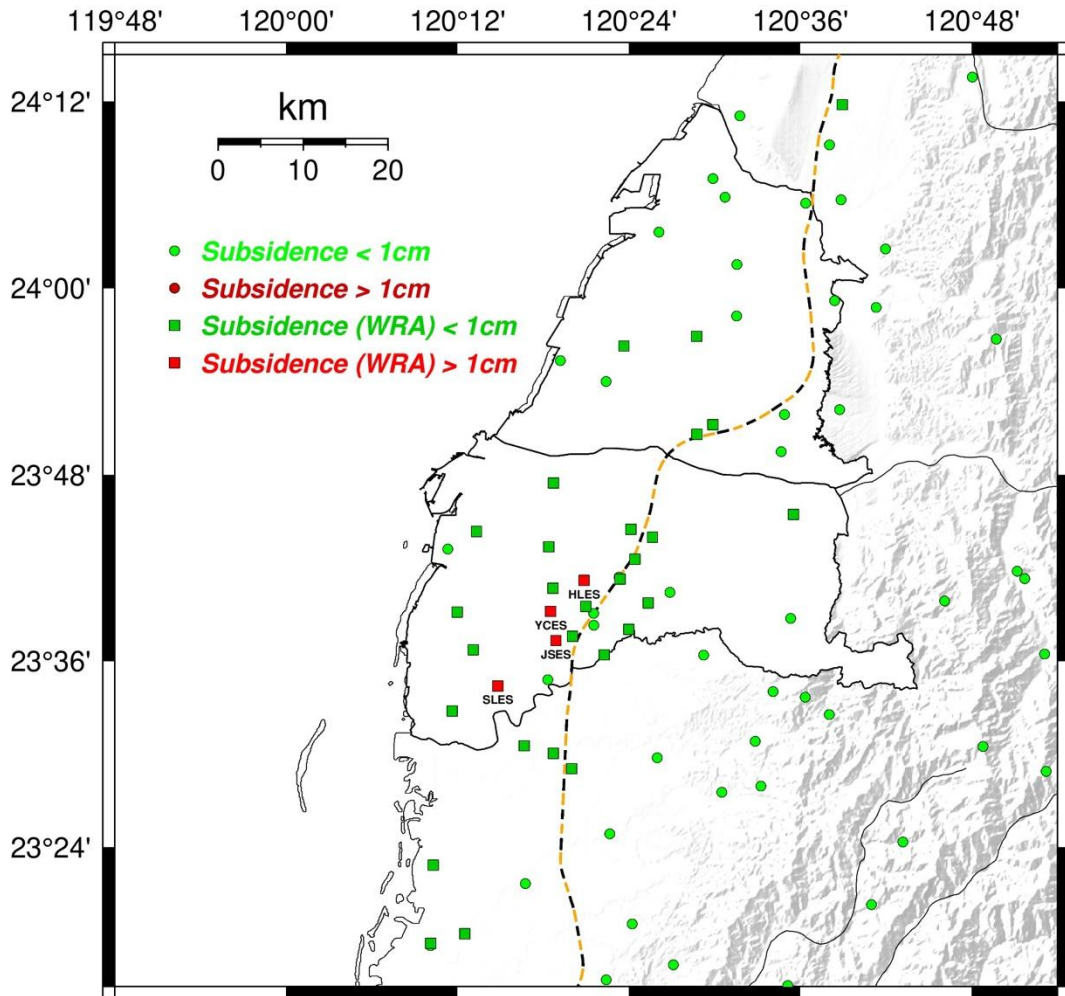 119°48' 120°00' 120°12' 120°24' 120°36' 120°48'
24°12'
km
0 10 20
Subsidence < 1cm
24°00'
Subsidence > 1cm
Subsidence (WRA) < 1cm
Subsidence (WRA) > 1cm
23°48'
HLES
YCES
JSES
23°36'
SLES
23°24'